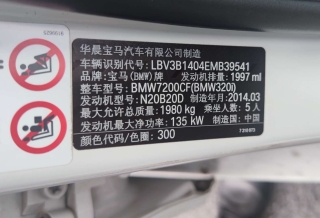 华晨宝马汽车有限公司制造
车辆识别代号: LBV3B1404EMB39541
品牌: 宝马(BMW)牌 发动机排量: 1997 ml
整车型号: BMW7200CF(BMW320i)
发动机型号: N20B20D 制造年月: 2014.03
最大允许总质量: 1980 kg 乘坐人数: 5 人
发动机最大净功率: 135 kW 制造国: 中国
颜色代码/色圈: 300